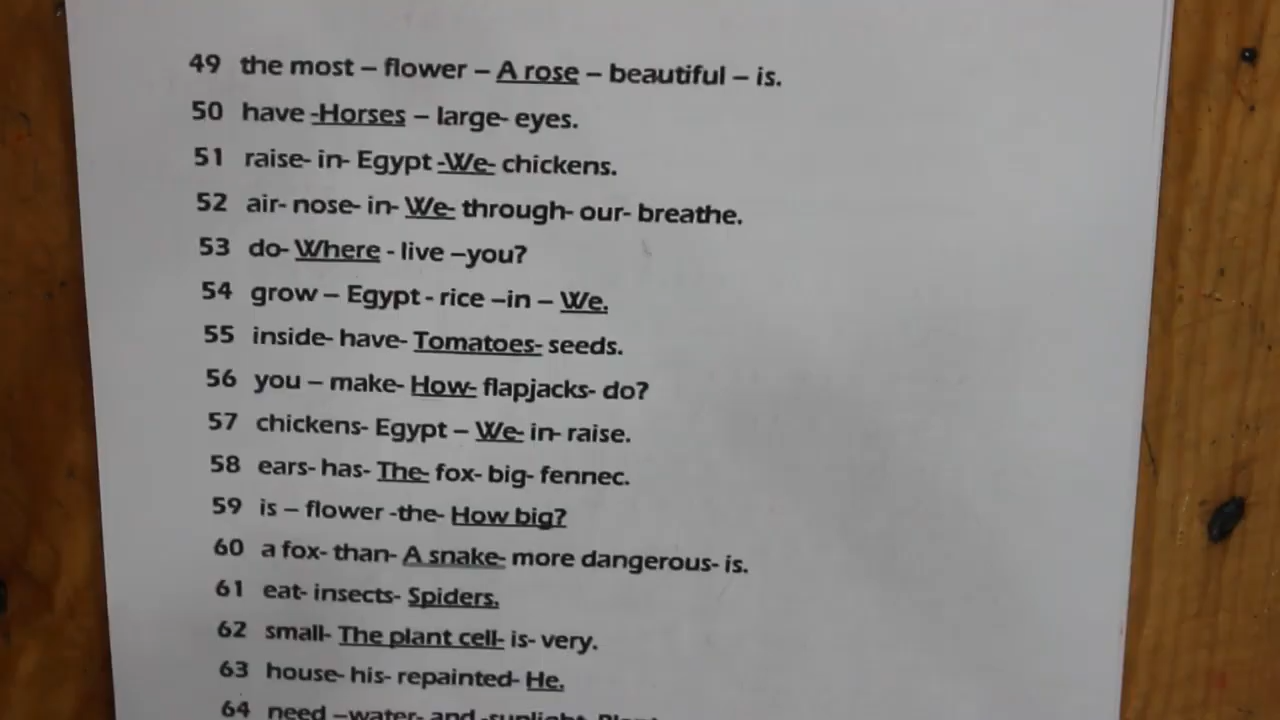 49 the most – flower – A rose – beautiful – is.
50 have -Horses – large- eyes.
51 raise- in- Egypt -We- chickens.
52 air- nose- in- We- through- our- breathe.
53 do- Where - live –you?
54 grow – Egypt - rice –in – We.
55 inside- have- Tomatoes- seeds.
56 you – make- How- flapjacks- do?
57 chickens- Egypt – We- in- raise.
58 ears- has- The- fox- big- fennec.
59 is – flower -the- How big?
60 a fox- than- A snake- more dangerous- is.
61 eat- insects- Spiders.
62 small- The plant cell- is- very.
63 house- his- repainted- He.
64 need –water- and -sunlight-